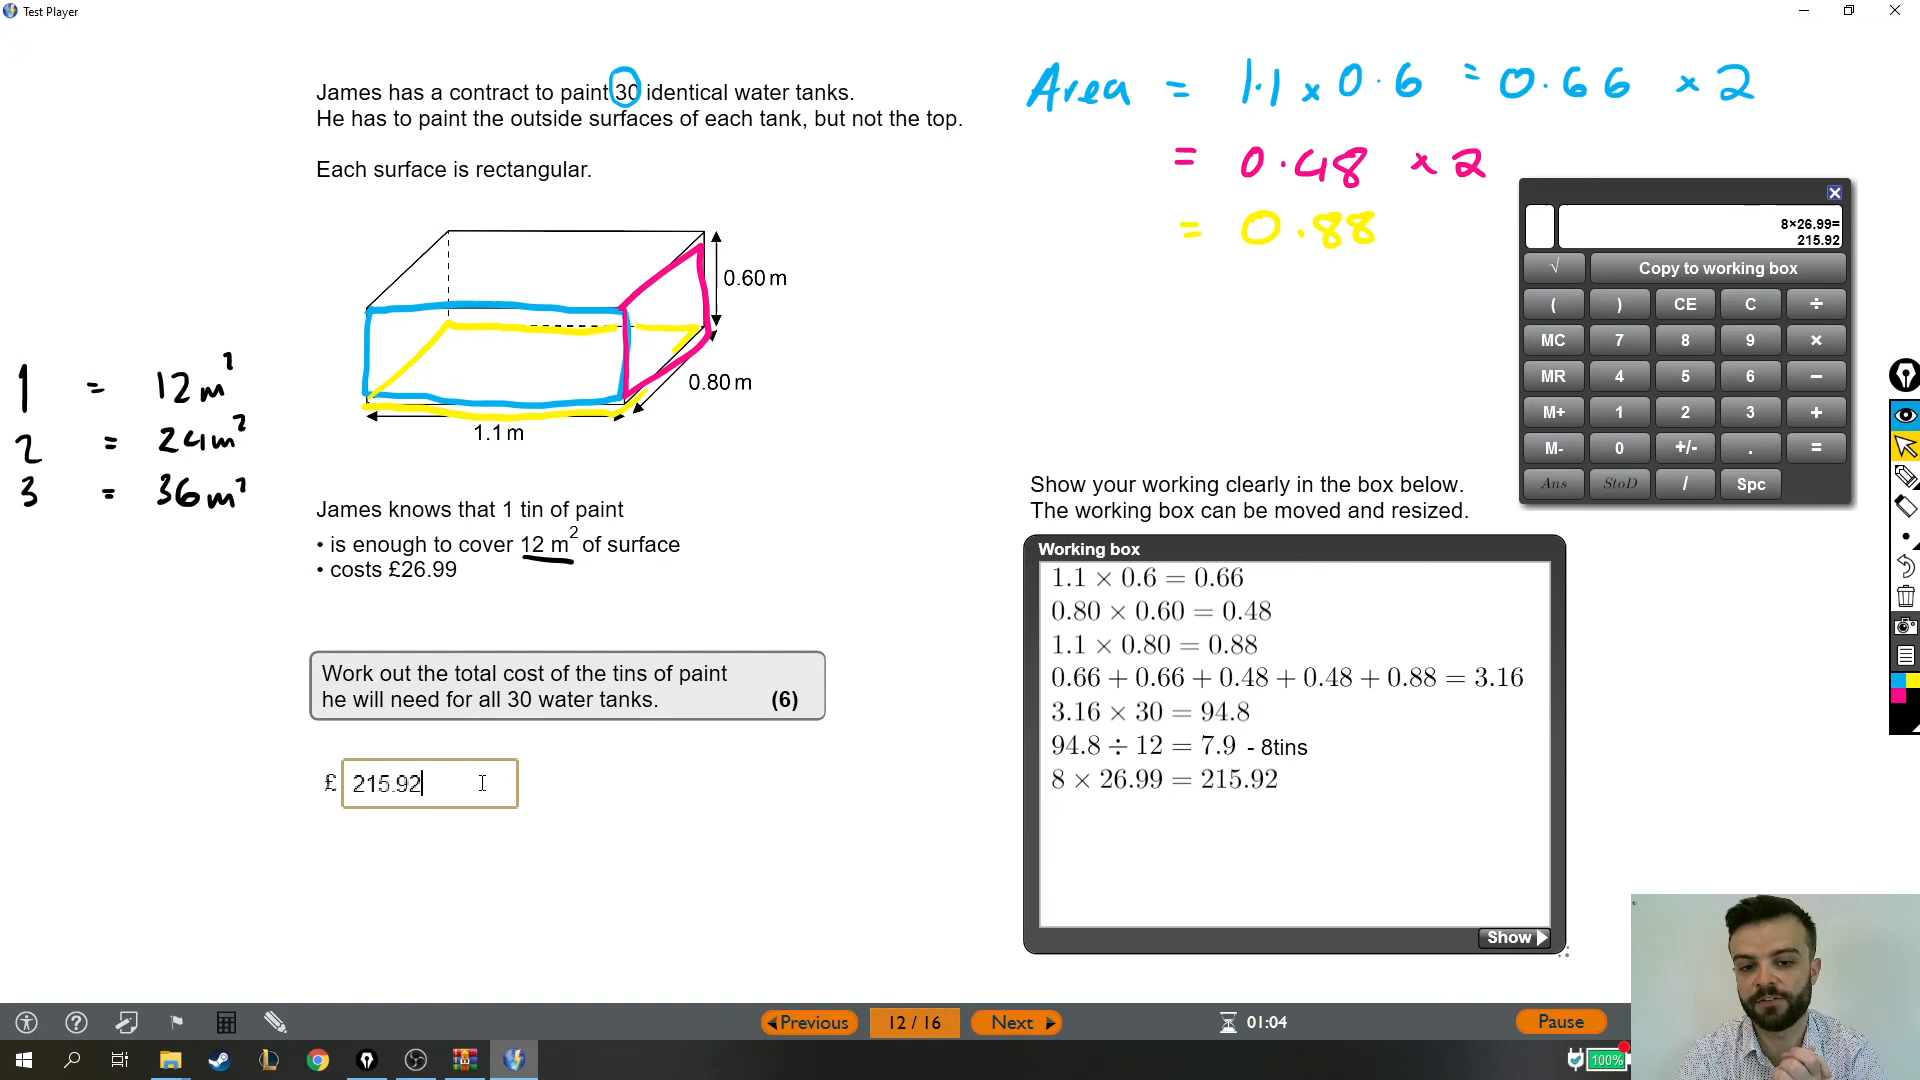 Test Player
James has a contract to paint 30 identical water tanks.
He has to paint the outside surfaces of each tank, but not the top.
Each surface is rectangular.
0.60 m
0.80 m
1.1 m
1 = 12m²
2 = 24m²
3 = 36m²
James knows that 1 tin of paint
• is enough to cover 12 m² of surface
• costs £26.99
Work out the total cost of the tins of paint
he will need for all 30 water tanks. (6)
£ 215.92
Area = 1.1 × 0.6 = 0.66 × 2
= 0.48 × 2
= 0.88
8×26.99=
215.92
√ Copy to working box
( ) CE C ÷
MC 7 8 9 ×
MR 4 5 6 −
M+ 1 2 3 +
M- 0 +/- . =
Ans StoD / Spc
Show your working clearly in the box below.
The working box can be moved and resized.
Working box
1.1 × 0.6 = 0.66
0.80 × 0.60 = 0.48
1.1 × 0.80 = 0.88
0.66 + 0.66 + 0.48 + 0.48 + 0.88 = 3.16
3.16 × 30 = 94.8
94.8 ÷ 12 = 7.9 - 8tins
8 × 26.99 = 215.92
Show
Previous 12 / 16 Next 01:04 Pause
100%